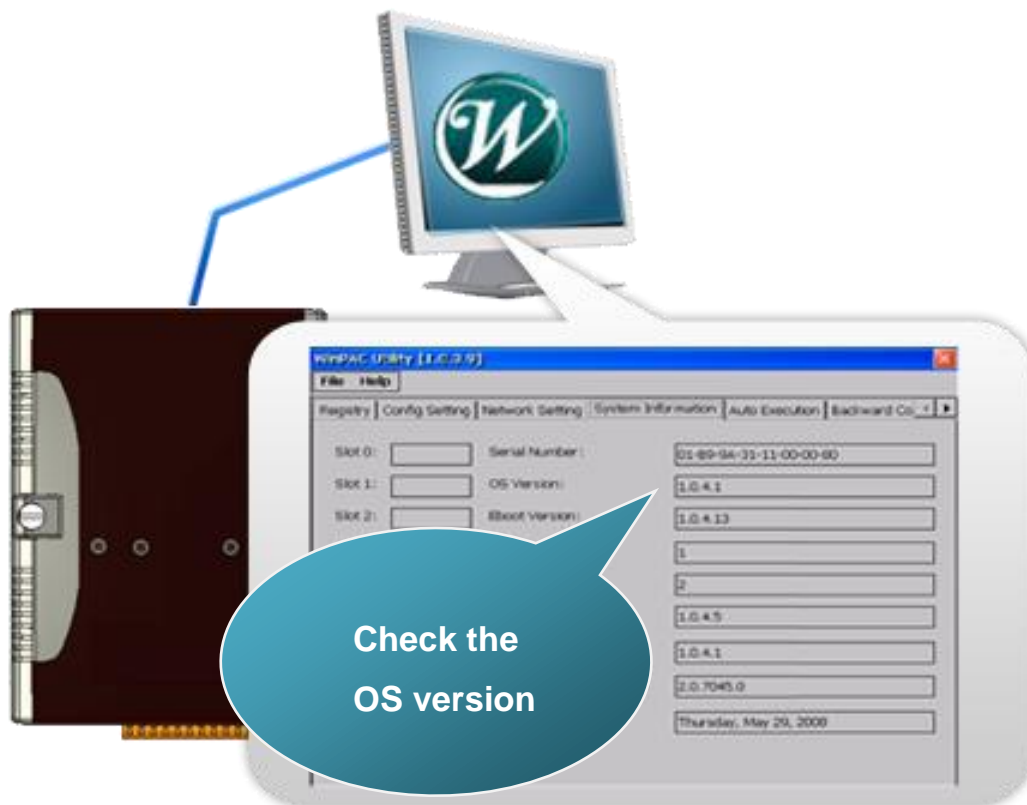 W
WinPAC Utility [1.0.3.9]
File Help
Registry Config Setting Network Setting System Information Auto Execution Backward Co
Slot 0: Serial Number: 01-B9-9A-31-11-00-00-80
Slot 1: OS Version: 1.0.4.1
Slot 2: Eboot Version: 1.0.4.13
1
2
1.0.4.5
1.0.4.1
2.0.7045.0
Thursday, May 29, 2008
Check the
OS version